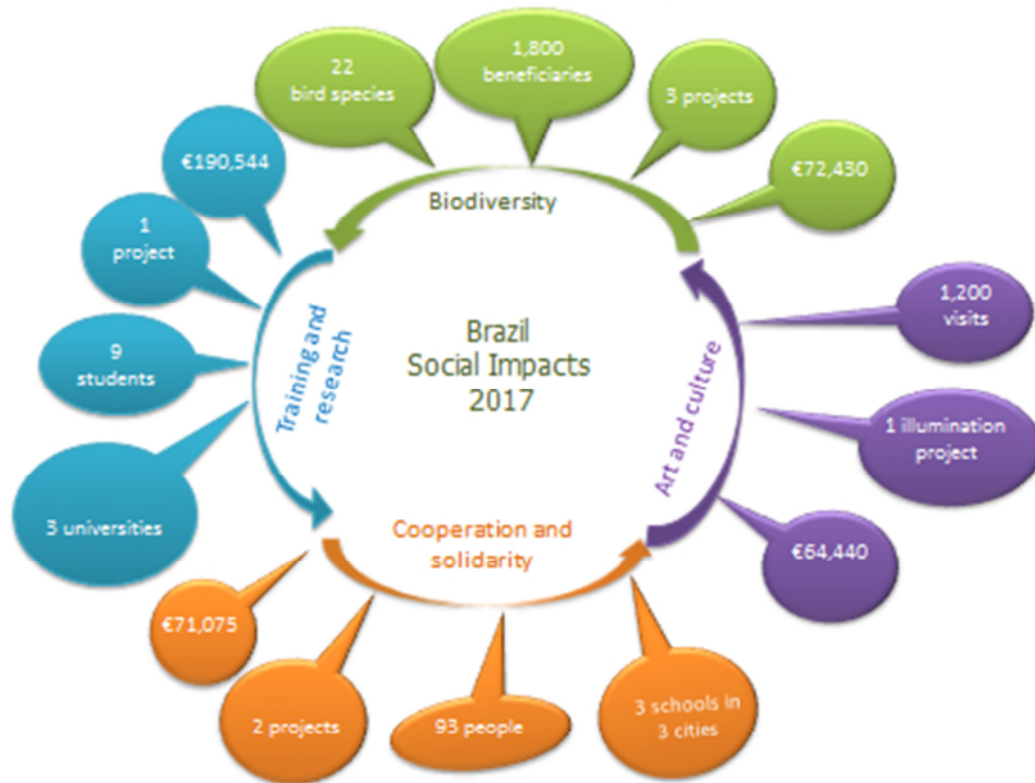 22
bird species
1,800
beneficiaries
3 projects
€72,430
Biodiversity
€190,544
1
project
9
students
3 universities
Training and
research
Brazil
Social Impacts
2017
1,200
visits
1 illumination
project
€64,440
Art and culture
Cooperation and
solidarity
€71,075
2 projects
93 people
3 schools in
3 cities